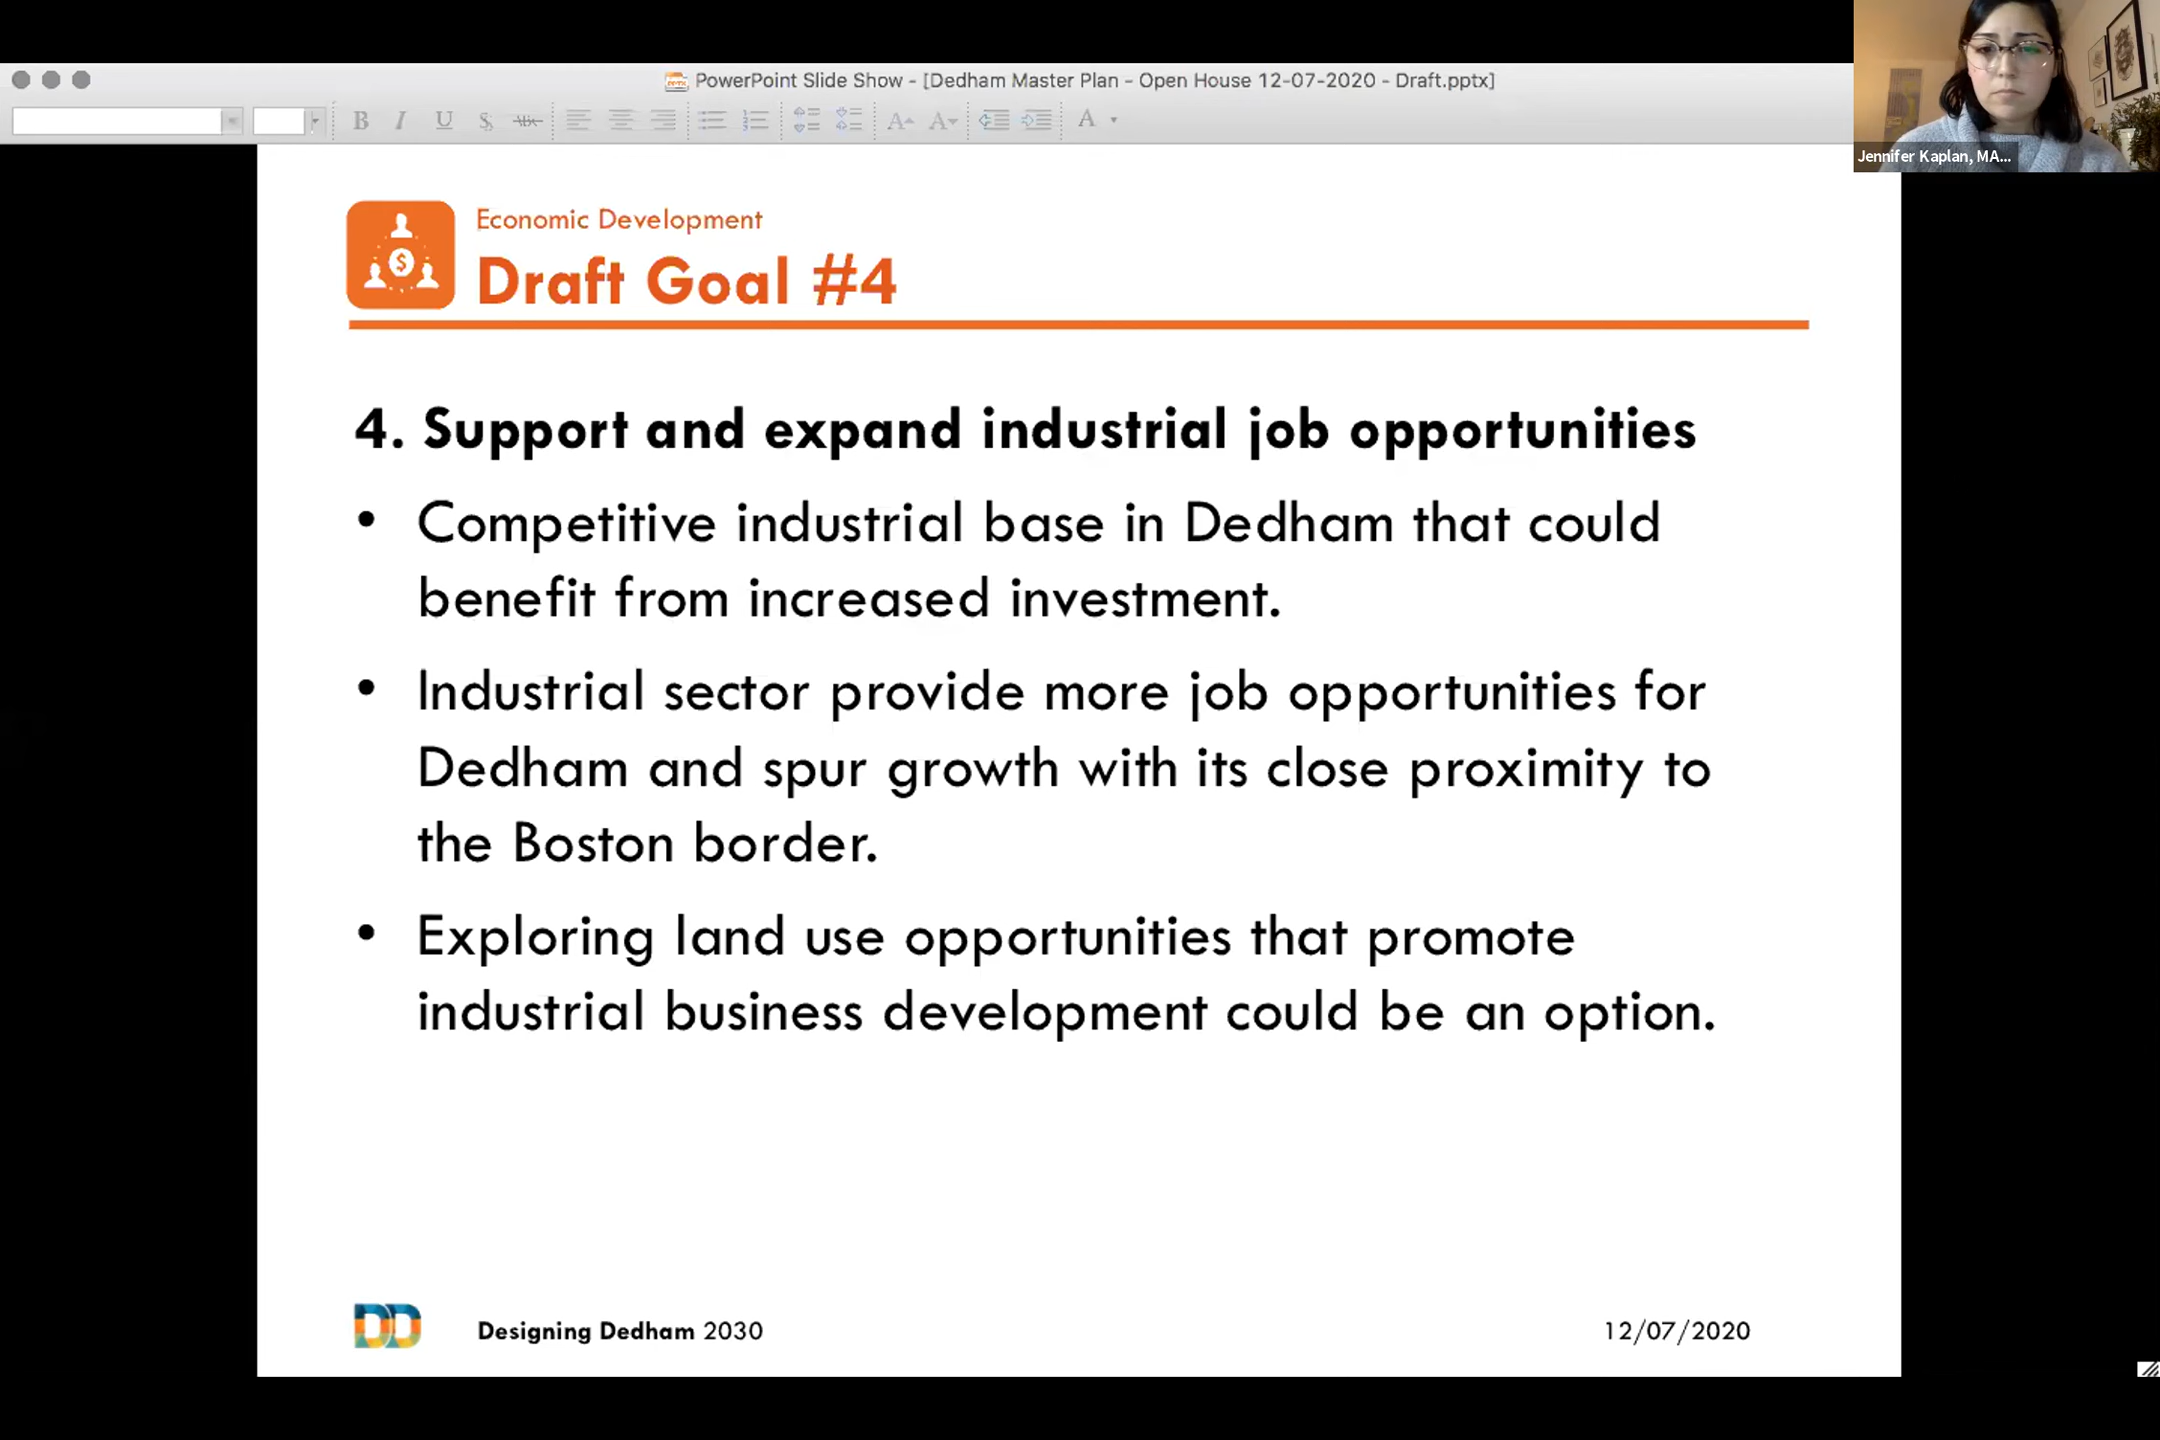 PowerPoint Slide Show - [Dedham Master Plan - Open House 12-07-2020 - Draft.pptx]
B I U S ABC A A A
Jennifer Kaplan, MA...
Economic Development
Draft Goal #4
4. Support and expand industrial job opportunities
• Competitive industrial base in Dedham that could
benefit from increased investment.
• Industrial sector provide more job opportunities for
Dedham and spur growth with its close proximity to
the Boston border.
• Exploring land use opportunities that promote
industrial business development could be an option.
DD
Designing Dedham 2030
12/07/2020